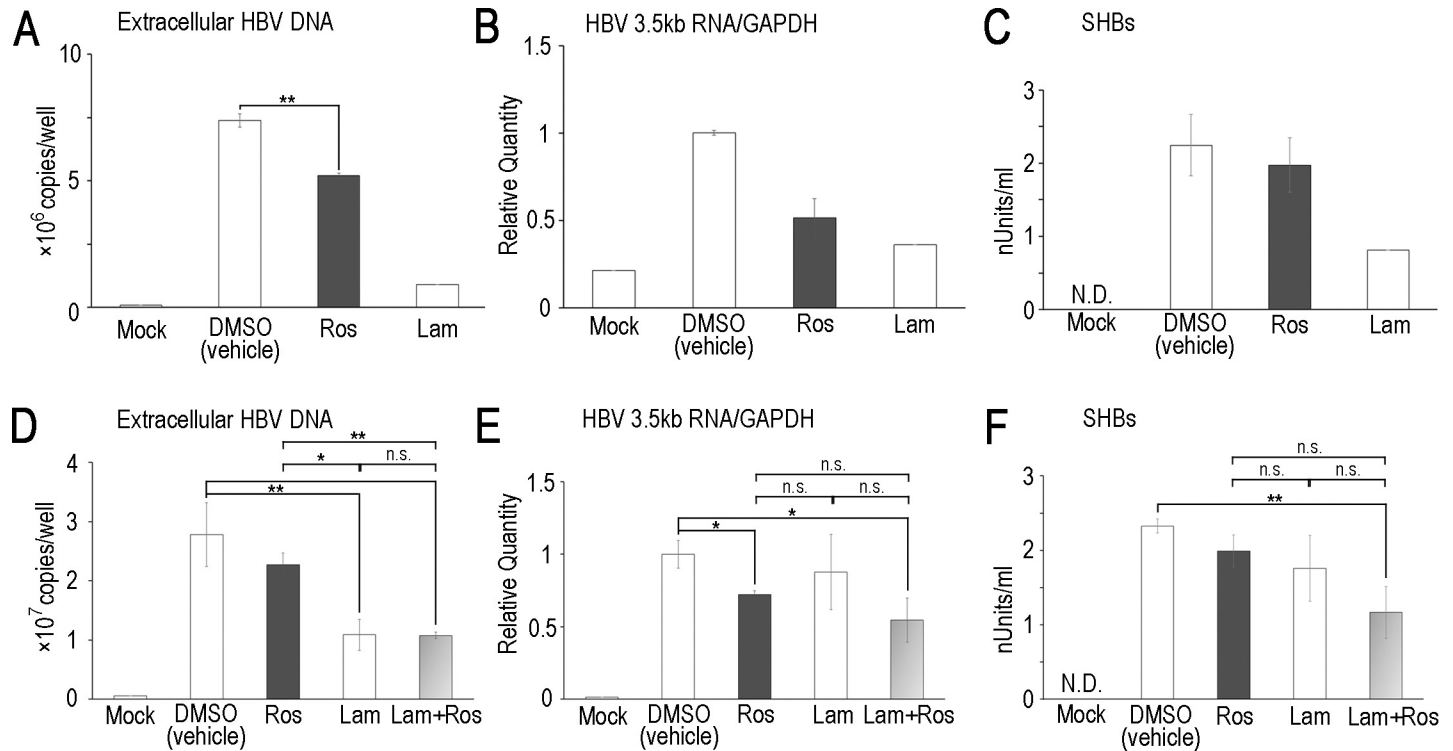 A Extracellular HBV DNA
10
5
0
×10⁶ copies/well
**
Mock DMSO (vehicle) Ros Lam
B HBV 3.5kb RNA/GAPDH
1.5
1
0.5
0
Relative Quantity
Mock DMSO (vehicle) Ros Lam
C SHBs
3
2
1
0
nUnits/ml
N.D.
Mock DMSO (vehicle) Ros Lam
D Extracellular HBV DNA
4
3
2
1
0
×10⁷ copies/well
**
* n.s.
**
Mock DMSO (vehicle) Ros Lam Lam+Ros
E HBV 3.5kb RNA/GAPDH
1.5
1
0.5
0
Relative Quantity
n.s.
n.s. n.s.
*
*
Mock DMSO (vehicle) Ros Lam Lam+Ros
F SHBs
3
2
1
0
nUnits/ml
n.s.
n.s. n.s.
**
N.D.
Mock DMSO (vehicle) Ros Lam Lam+Ros